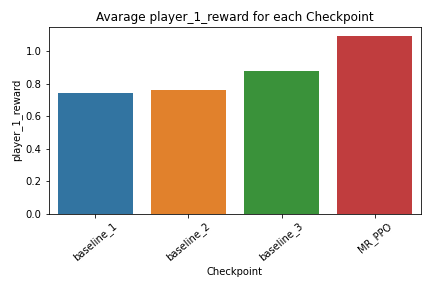 Avarage player_1_reward for each Checkpoint
player_1_reward
1.0
0.8
0.6
0.4
0.2
0.0
baseline_1
baseline_2
baseline_3
MR_PPO
Checkpoint